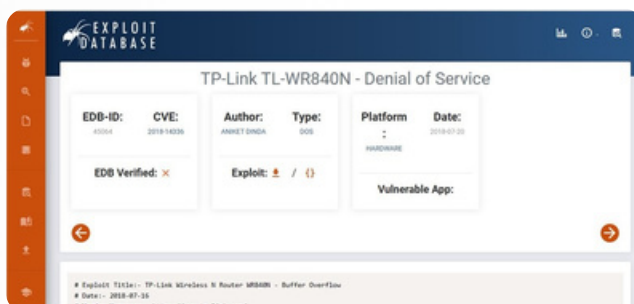 EXPLOIT
DATABASE
TP-Link TL-WR840N - Denial of Service
EDB-ID:
45064
CVE:
2018-14336
EDB Verified: ×
Author:
ANIKET DINDA
Type:
DOS
Exploit: / {}
Platform
:
HARDWARE
Date:
2018-07-20
Vulnerable App:
# Exploit Title:- TP-Link Wireless N Router WR840N - Buffer Overflow
# Date:- 2018-07-16